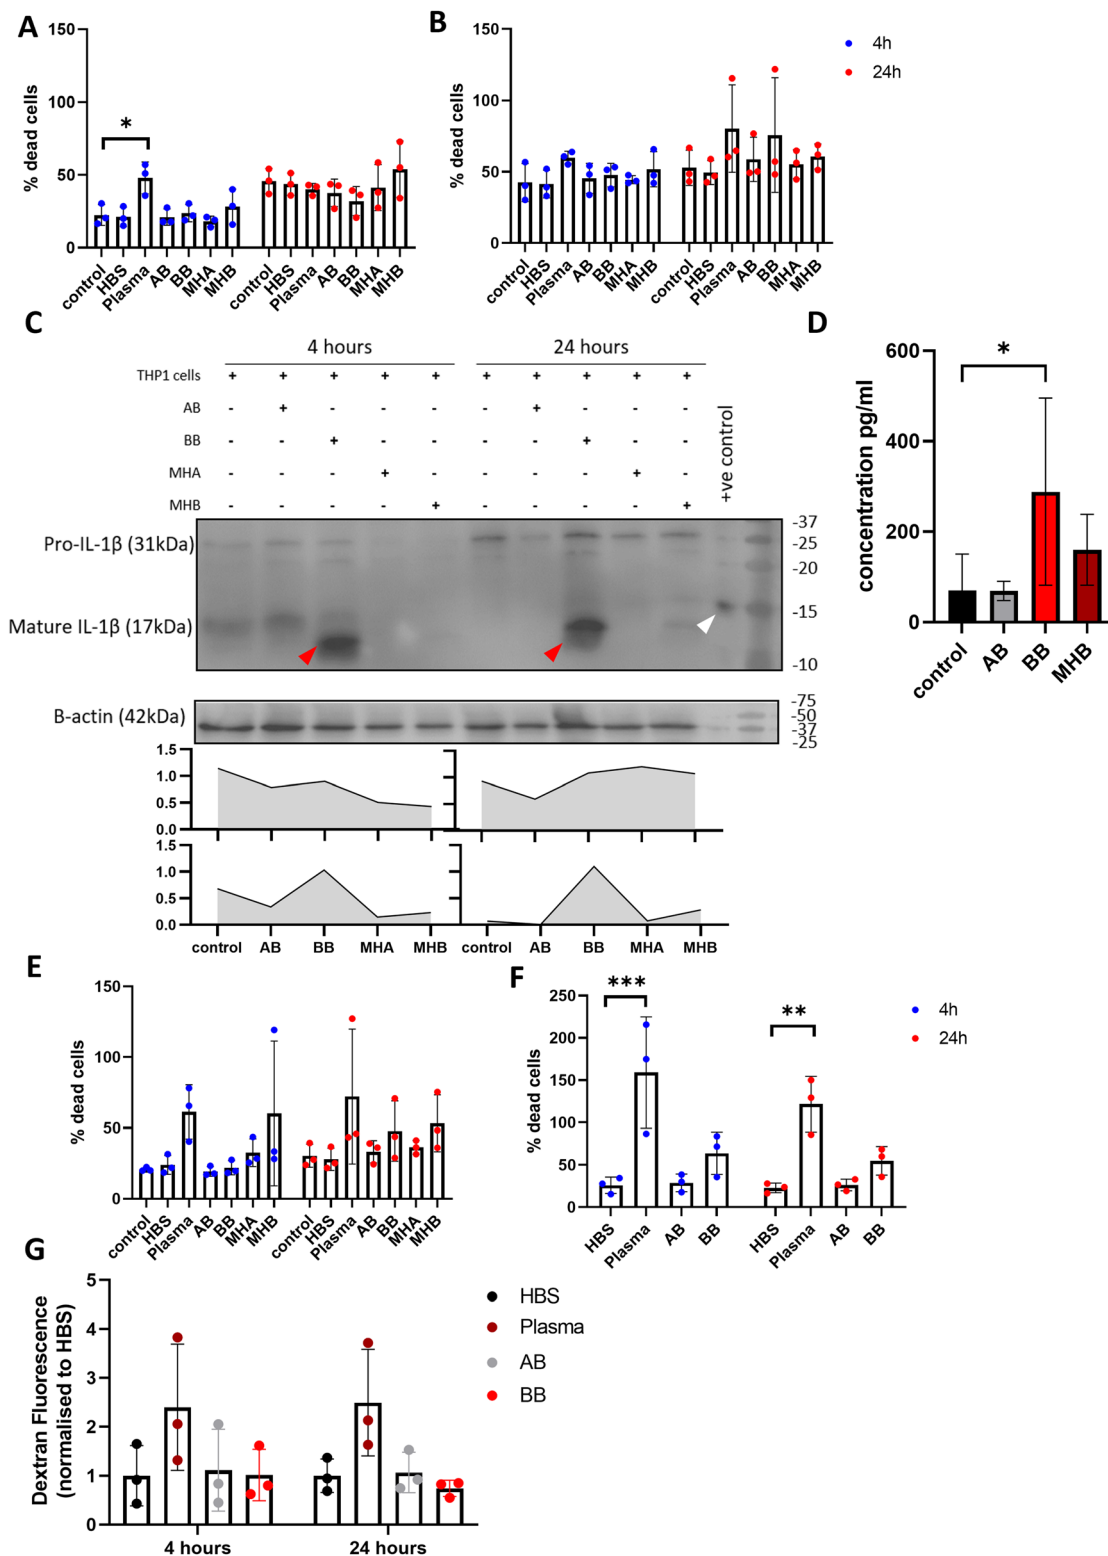 A
150
100
50
0
% dead cells
*
control
HBS
Plasma
AB
BB
MHA
MHB
control
HBS
Plasma
AB
BB
MHA
MHB
B
150
100
50
0
% dead cells
control
HBS
Plasma
AB
BB
MHA
MHB
control
HBS
Plasma
AB
BB
MHA
MHB
4h
24h
C
4 hours
24 hours
THP1 cells + + + + + + + + + +
AB - + - - - - + - - -
BB - - + - - - - + - -
MHA - - - + - - - - + -
MHB - - - - + - - - - +
+ve control
Pro-IL-1β (31kDa)
Mature IL-1β (17kDa)
-37
-25
-20
-15
-10
B-actin (42kDa)
-75
-50
-37
-25
1.5
1.0
0.5
0.0
1.5
1.0
0.5
0.0
control AB BB MHA MHB control AB BB MHA MHB
D
600
400
200
0
concentration pg/ml
*
control
AB
BB
MHB
E
150
100
50
0
% dead cells
control
HBS
Plasma
AB
BB
MHA
MHB
control
HBS
Plasma
AB
BB
MHA
MHB
F
250
200
150
100
50
0
% dead cells
***
**
HBS
Plasma
AB
BB
HBS
Plasma
AB
BB
4h
24h
G
5
4
3
2
1
0
Dextran Fluorescence
(normalised to HBS)
4 hours
24 hours
HBS
Plasma
AB
BB